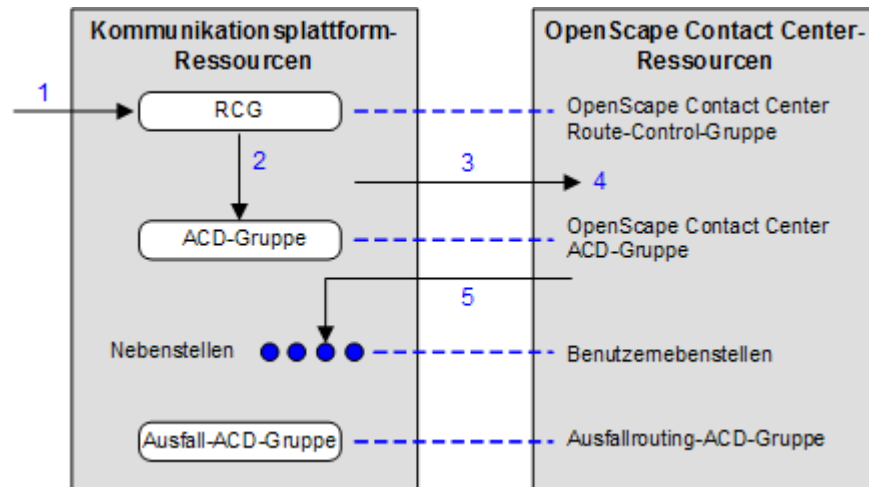 Kommunikationsplattform-
Ressourcen
OpenScape Contact Center-
Ressourcen
1
RCG
OpenScape Contact Center
Route-Control-Gruppe
2
3
4
ACD-Gruppe
OpenScape Contact Center
ACD-Gruppe
5
Nebenstellen
Benutzernebenstellen
Ausfall-ACD-Gruppe
Ausfallrouting-ACD-Gruppe